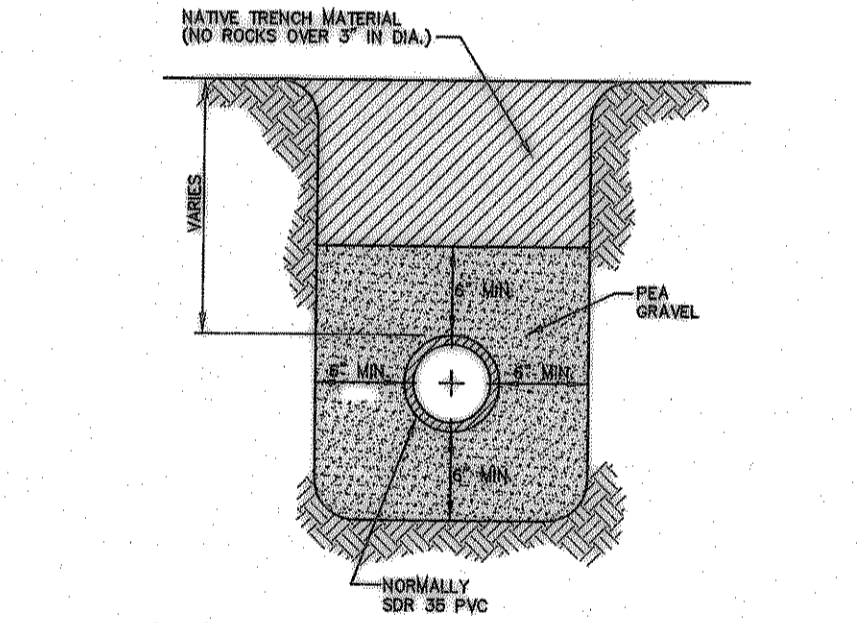 NATIVE TRENCH MATERIAL
(NO ROCKS OVER 3" IN DIA.)
VARIES
6" MIN.
PEA
GRAVEL
6" MIN.
6" MIN.
6" MIN.
NORMALLY
SDR 35 PVC